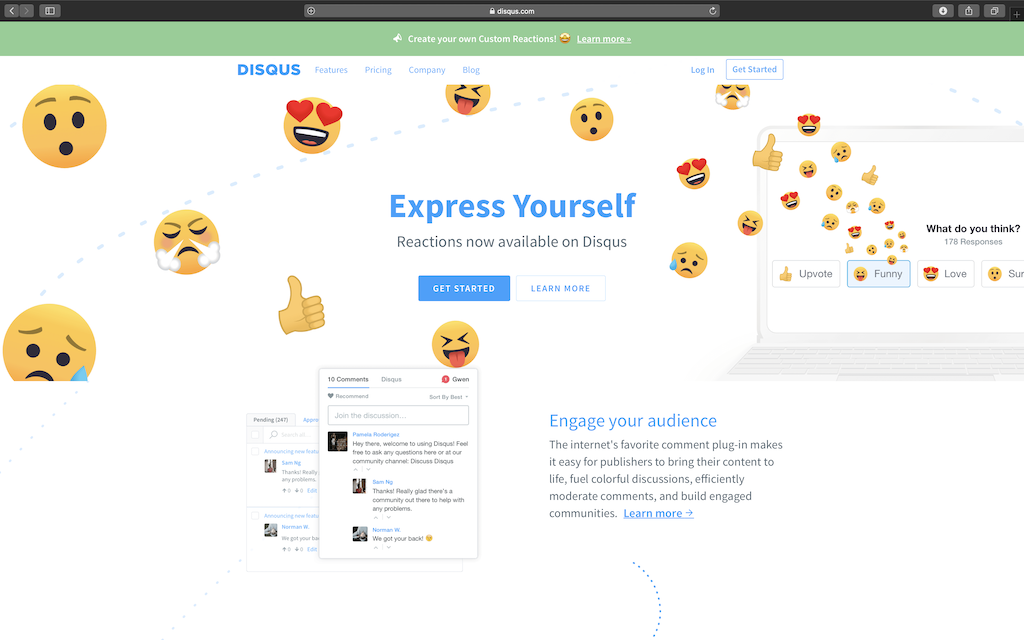 disqus.com
Create your own Custom Reactions! Learn more »
DISQUS Features Pricing Company Blog Log In Get Started
Express Yourself
Reactions now available on Disqus
GET STARTED LEARN MORE
What do you think?
178 Responses
Upvote Funny Love Sur
10 Comments Disqus 1 Gwen
Recommend Sort By Best
Join the discussion...
Pamela Roderigez
Hey there, welcome to using Disqus! Feel
free to ask any questions here or at our
community channel: Discuss Disqus
Sam Ng
Thanks! Really glad there's a
community out there to help with
any problems.
Norman W.
We got your back!
Pending (247) Appro
Search all...
Announcing new featu
Sam Ng
Thanks! Really
any problems.
0 0 Edit
Announcing new featu
Norman W.
We got your bac
0 0 Edit
Engage your audience
The internet's favorite comment plug-in makes
it easy for publishers to bring their content to
life, fuel colorful discussions, efficiently
moderate comments, and build engaged
communities. Learn more →